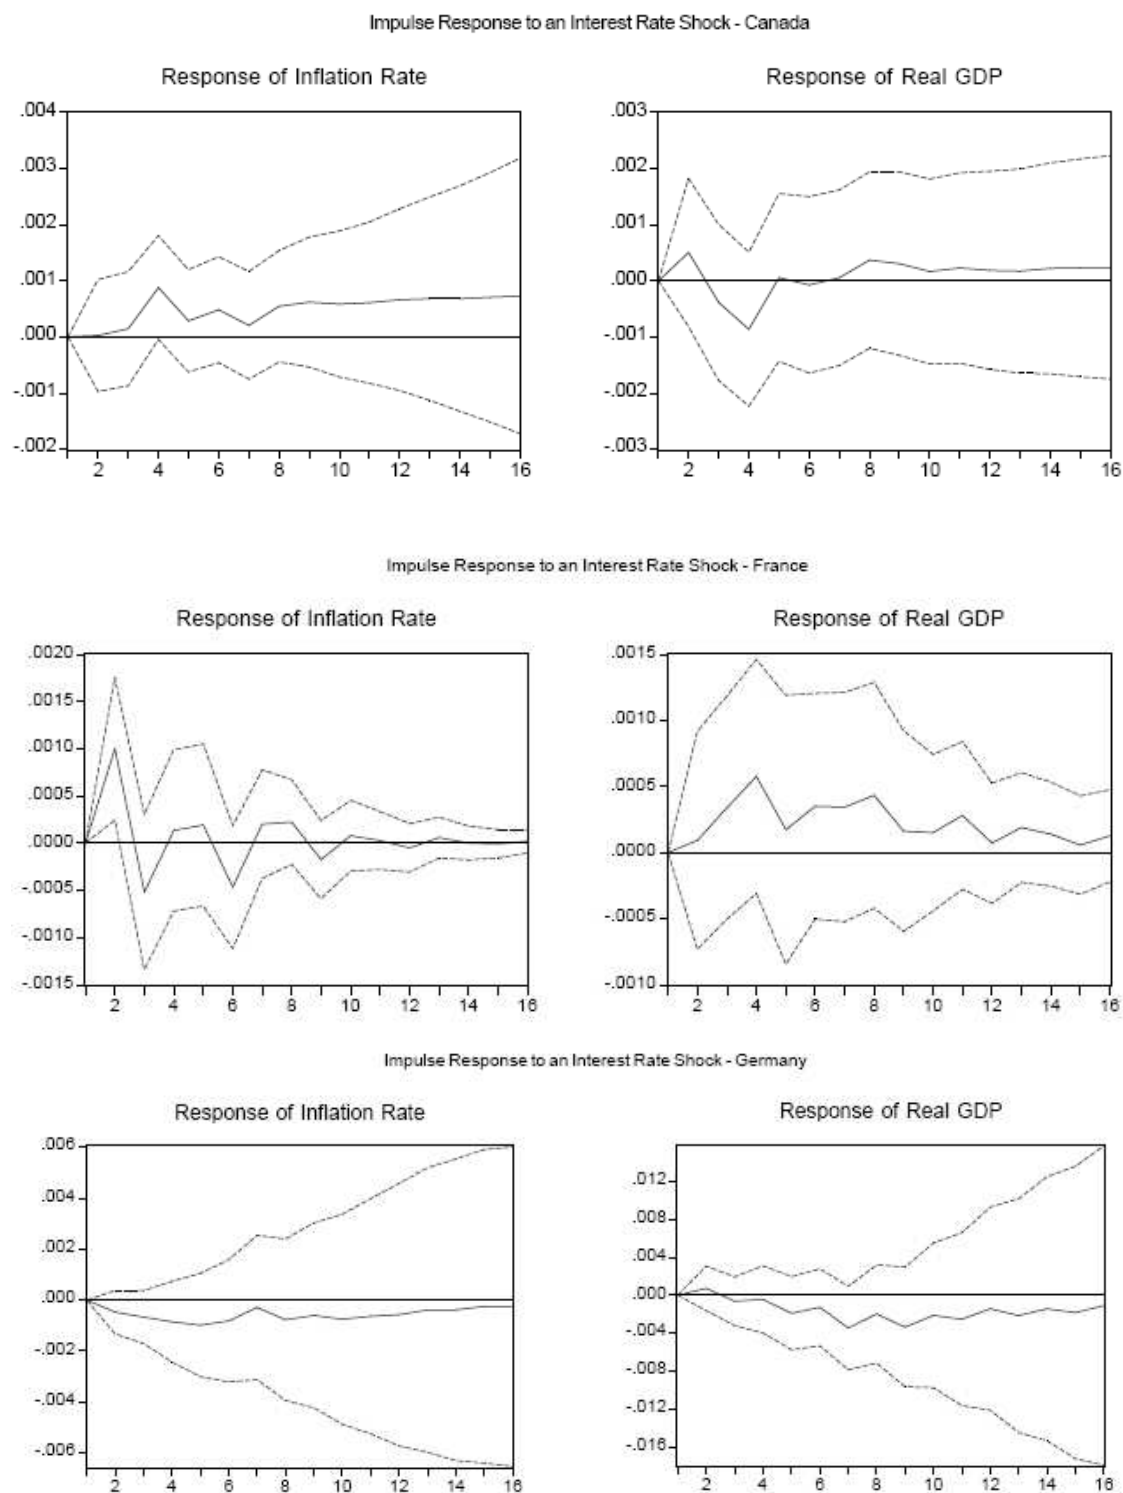 Impulse Response to an Interest Rate Shock - Canada
Response of Inflation Rate
.004
.003
.002
.001
.000
-.001
-.002
2 4 6 8 10 12 14 16
Response of Real GDP
.003
.002
.001
.000
-.001
-.002
-.003
2 4 6 8 10 12 14 16
Impulse Response to an Interest Rate Shock - France
Response of Inflation Rate
.0020
.0015
.0010
.0005
.0000
-.0005
-.0010
-.0015
2 4 6 8 10 12 14 16
Response of Real GDP
.0015
.0010
.0005
.0000
-.0005
-.0010
2 4 6 8 10 12 14 16
Impulse Response to an Interest Rate Shock - Germany
Response of Inflation Rate
.006
.004
.002
.000
-.002
-.004
-.006
2 4 6 8 10 12 14 16
Response of Real GDP
.012
.008
.004
.000
-.004
-.008
-.012
-.016
2 4 6 8 10 12 14 16